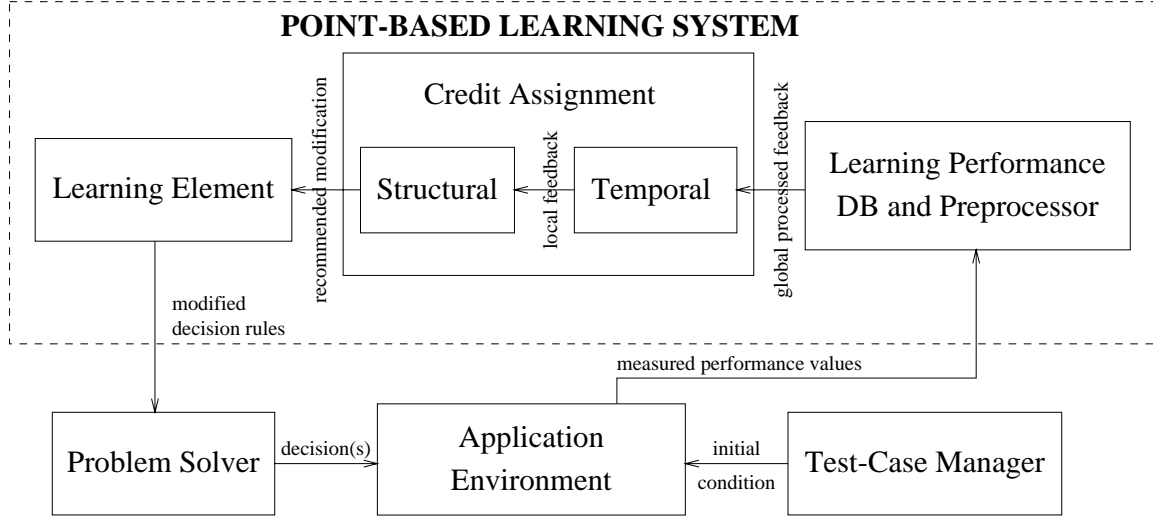 POINT-BASED LEARNING SYSTEM
Credit Assignment
Learning Element
recommended modification
Structural
local feedback
Temporal
global processed feedback
Learning Performance
DB and Preprocessor
modified
decision rules
measured performance values
Problem Solver
decision(s)
Application
Environment
initial
condition
Test-Case Manager